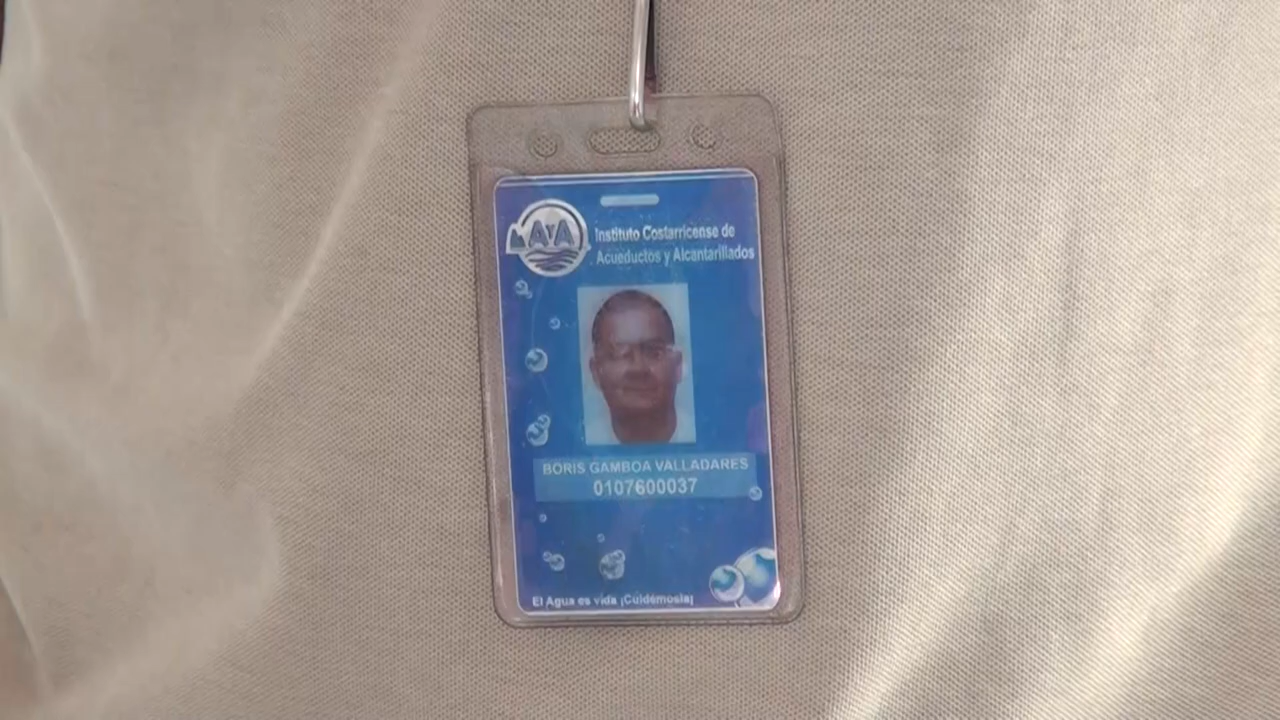 AYA
Instituto Costarricense de
Acueductos y Alcantarillados
BORIS GAMBOA VALLADARES
0107600037
El Agua es vida ¡Cuidémosla¡